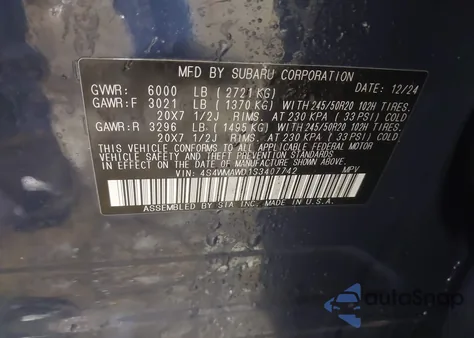 MFD BY SUBARU CORPORATION
GVWR: 6000 LB (2721 KG) DATE: 12/24
GAWR:F 3021 LB (1370 KG) WITH 245/50R20 102H TIRES.
20X7 1/2J RIMS. AT 230 KPA (33 PSI) COLD
GAWR:R 3296 LB (1495 KG) WITH 245/50R20 102H TIRES.
20X7 1/2J RIMS. AT 230 KPA (33 PSI) COLD
THIS VEHICLE CONFORMS TO ALL APPLICABLE FEDERAL MOTOR
VEHICLE SAFETY AND BUMPER STANDARDS IN EFFECT ON
THE DATE OF MANUFACTURE SHOWN ABOVE.
VIN: 4S4WMAWD1S3407742 MPV
ASSEMBLED BY SIA INC, MADE IN U.S.A.
autoSnap